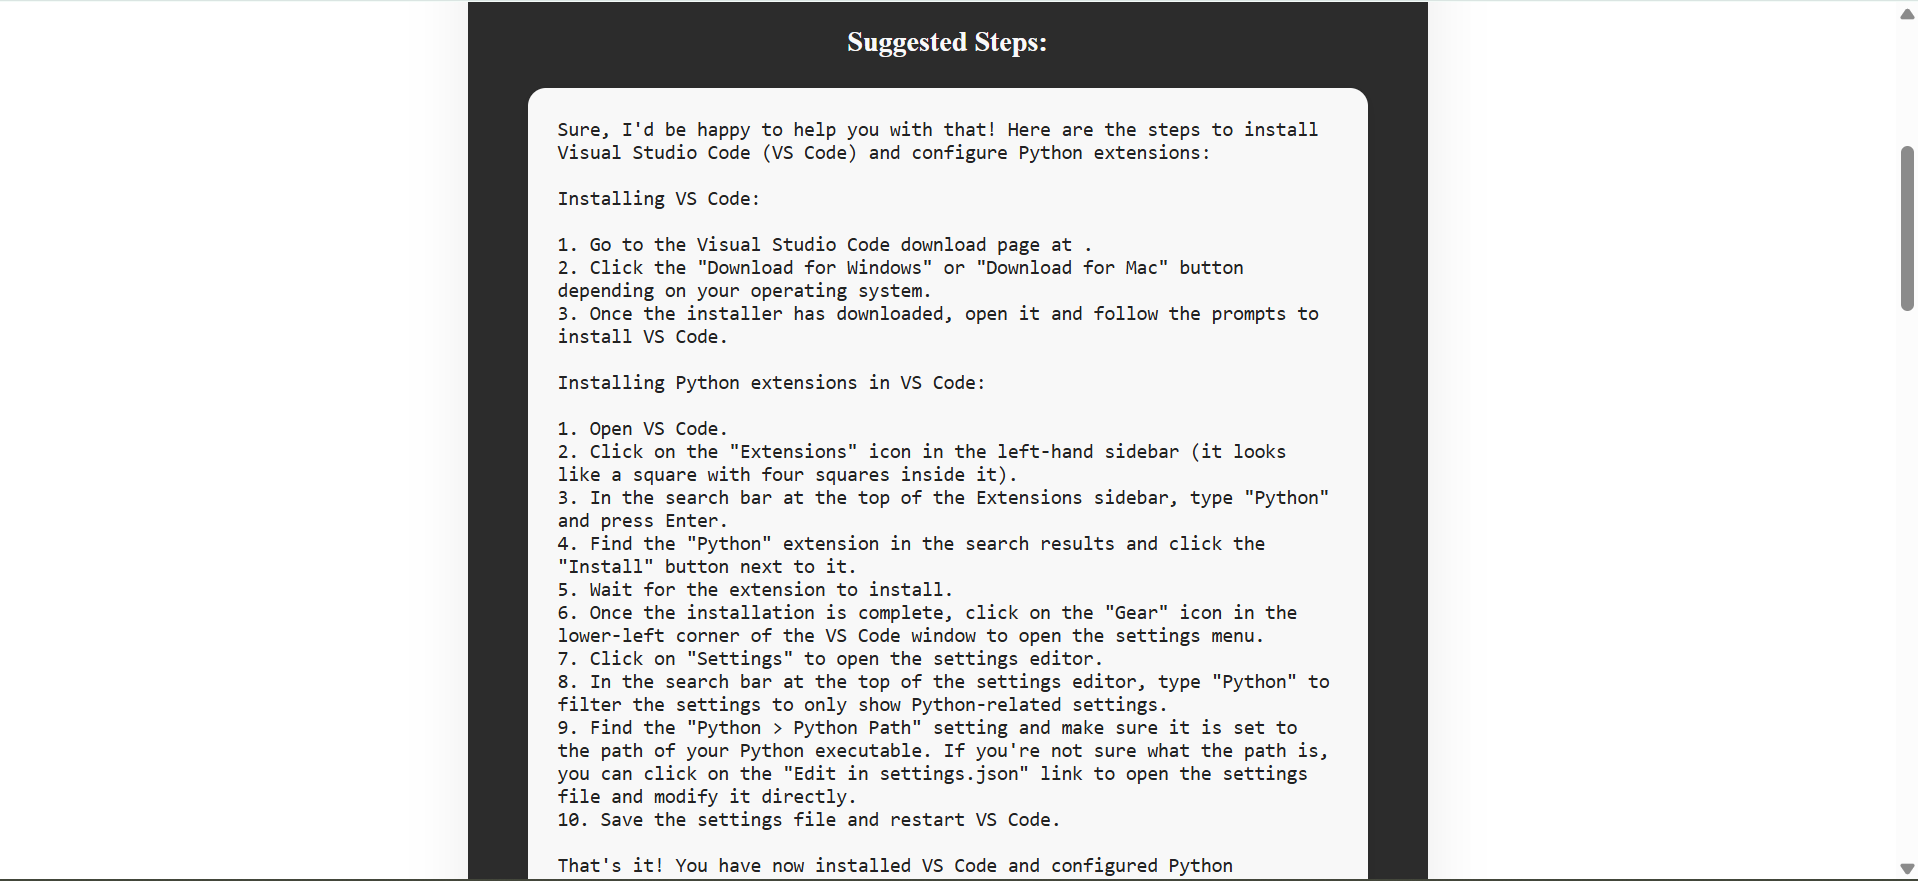 Suggested Steps:
Sure, I'd be happy to help you with that! Here are the steps to install
Visual Studio Code (VS Code) and configure Python extensions:
Installing VS Code:
1. Go to the Visual Studio Code download page at .
2. Click the "Download for Windows" or "Download for Mac" button
depending on your operating system.
3. Once the installer has downloaded, open it and follow the prompts to
install VS Code.
Installing Python extensions in VS Code:
1. Open VS Code.
2. Click on the "Extensions" icon in the left-hand sidebar (it looks
like a square with four squares inside it).
3. In the search bar at the top of the Extensions sidebar, type "Python"
and press Enter.
4. Find the "Python" extension in the search results and click the
"Install" button next to it.
5. Wait for the extension to install.
6. Once the installation is complete, click on the "Gear" icon in the
lower-left corner of the VS Code window to open the settings menu.
7. Click on "Settings" to open the settings editor.
8. In the search bar at the top of the settings editor, type "Python" to
filter the settings to only show Python-related settings.
9. Find the "Python > Python Path" setting and make sure it is set to
the path of your Python executable. If you're not sure what the path is,
you can click on the "Edit in settings.json" link to open the settings
file and modify it directly.
10. Save the settings file and restart VS Code.
That's it! You have now installed VS Code and configured Python